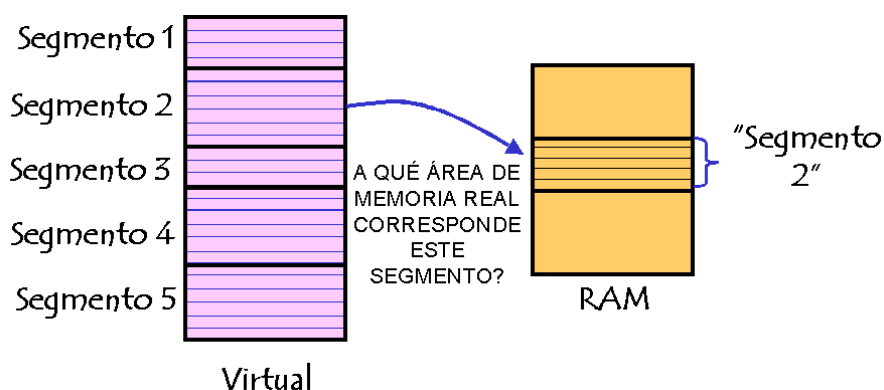 Segmento 1
Segmento 2
Segmento 3
Segmento 4
Segmento 5
Virtual
A QUÉ ÁREA DE
MEMORIA REAL
CORRESPONDE
ESTE
SEGMENTO?
RAM
"Segmento
2"